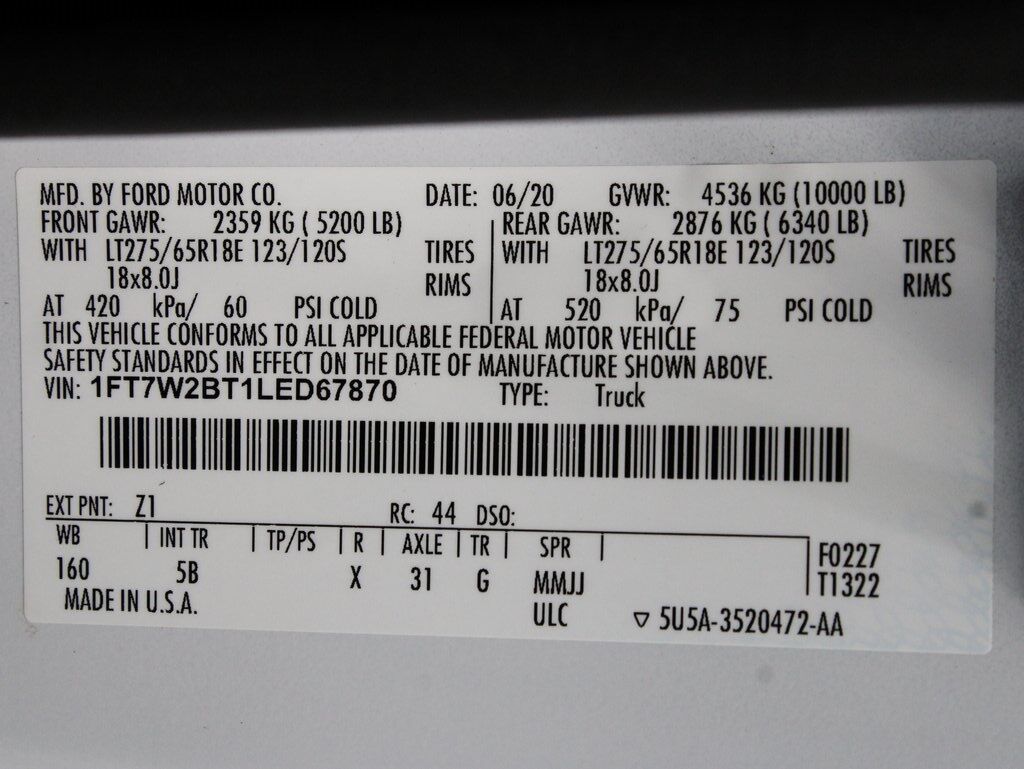 MFD. BY FORD MOTOR CO. DATE: 06/20 GVWR: 4536 KG (10000 LB)
FRONT GAWR: 2359 KG ( 5200 LB) REAR GAWR: 2876 KG ( 6340 LB)
WITH LT275/65R18E 123/120S TIRES WITH LT275/65R18E 123/120S TIRES
18x8.0J RIMS 18x8.0J RIMS
AT 420 kPa/ 60 PSI COLD AT 520 kPa/ 75 PSI COLD
THIS VEHICLE CONFORMS TO ALL APPLICABLE FEDERAL MOTOR VEHICLE
SAFETY STANDARDS IN EFFECT ON THE DATE OF MANUFACTURE SHOWN ABOVE.
VIN: 1FT7W2BT1LED67870 TYPE: Truck
EXT PNT: Z1 RC: 44 DSO:
WB INT TR TP/PS R AXLE TR SPR F0227
160 5B X 31 G MMJJ T1322
MADE IN U.S.A. ULC ▽ 5U5A-3520472-AA